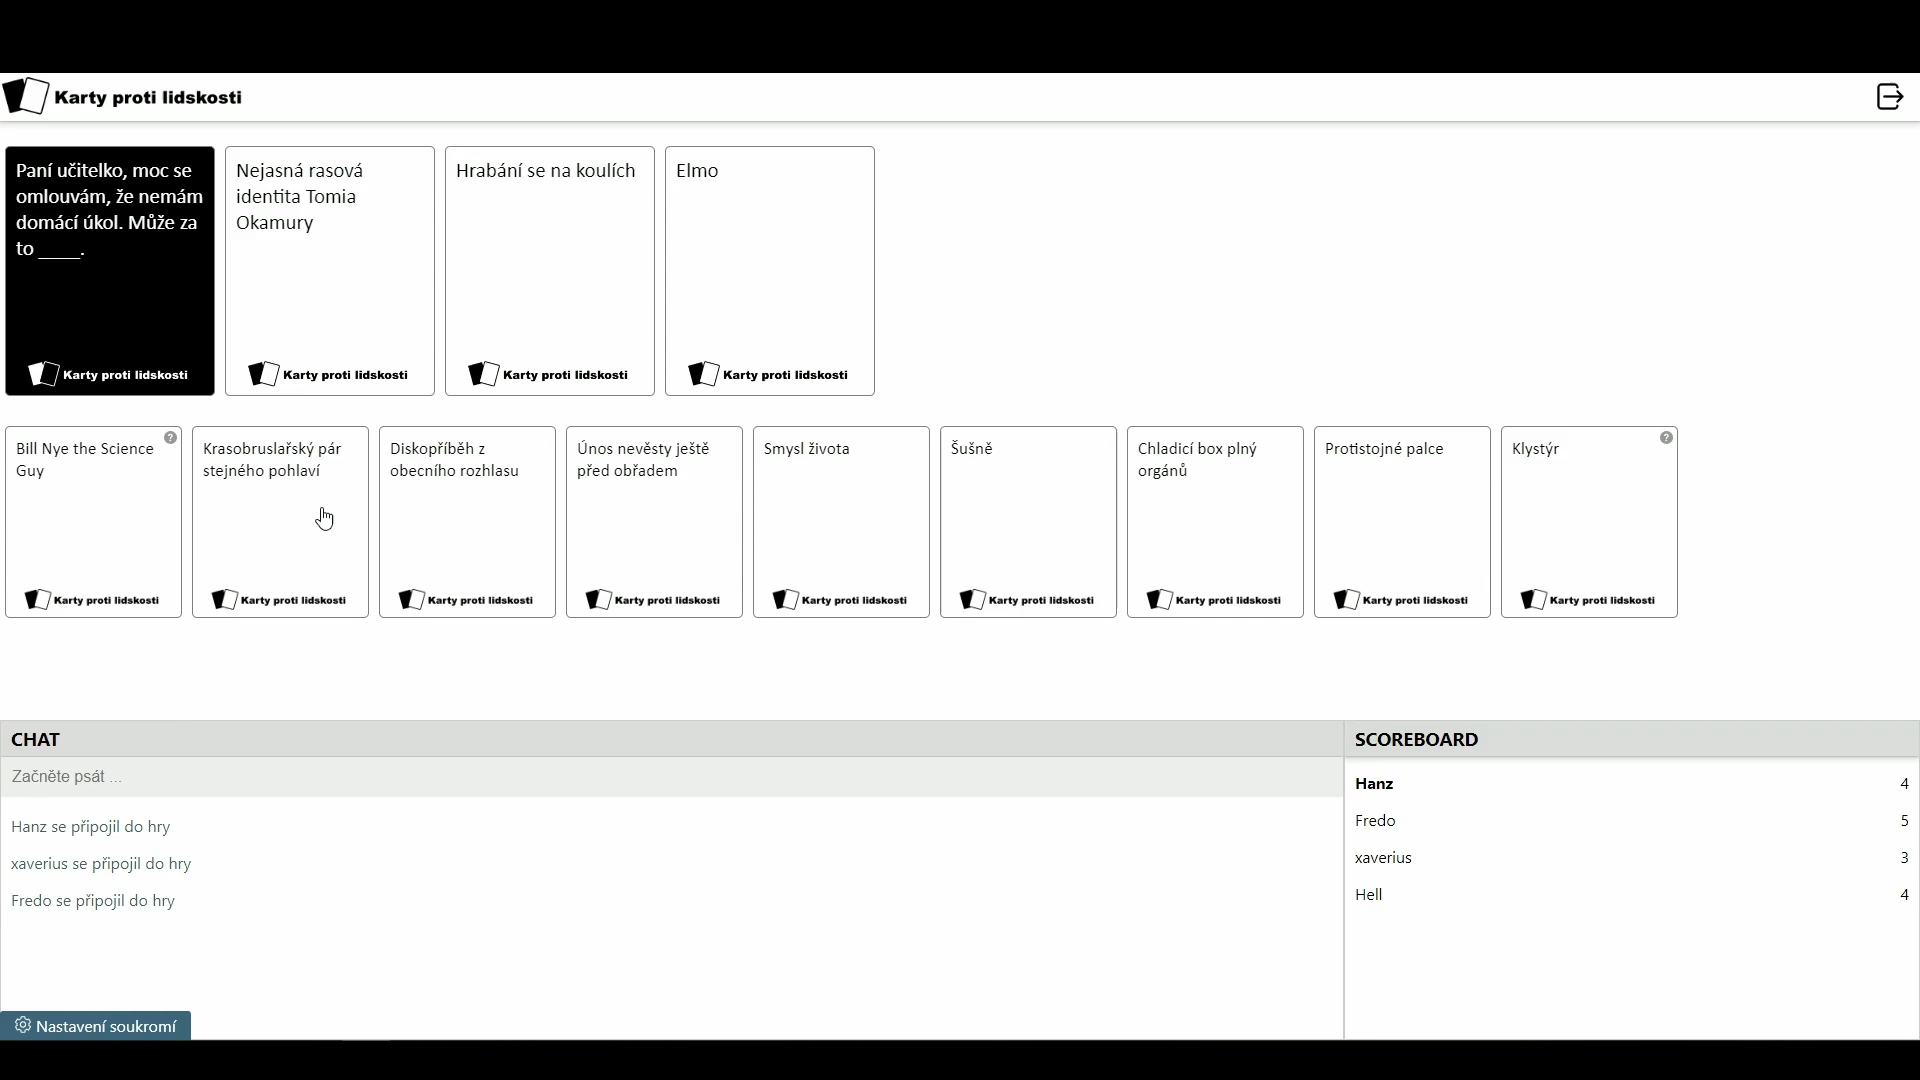 Karty proti lidskosti
Paní učitelko, moc se
omlouvám, že nemám
domácí úkol. Může za
to _____.
Karty proti lidskosti
Nejasná rasová
identita Tomia
Okamury
Karty proti lidskosti
Hrabání se na koulích
Karty proti lidskosti
Elmo
Karty proti lidskosti
Bill Nye the Science
Guy
?
Karty proti lidskosti
Krasobruslařský pár
stejného pohlaví
Karty proti lidskosti
Diskopříběh z
obecního rozhlasu
Karty proti lidskosti
Únos nevěsty ještě
před obřadem
Karty proti lidskosti
Smysl života
Karty proti lidskosti
Šušně
Karty proti lidskosti
Chladicí box plný
orgánů
Karty proti lidskosti
Protistojné palce
Karty proti lidskosti
Klystýr
?
Karty proti lidskosti
CHAT
Začněte psát ...
Hanz se připojil do hry
xaverius se připojil do hry
Fredo se připojil do hry
Nastavení soukromí
SCOREBOARD
Hanz 4
Fredo 5
xaverius 3
Hell 4